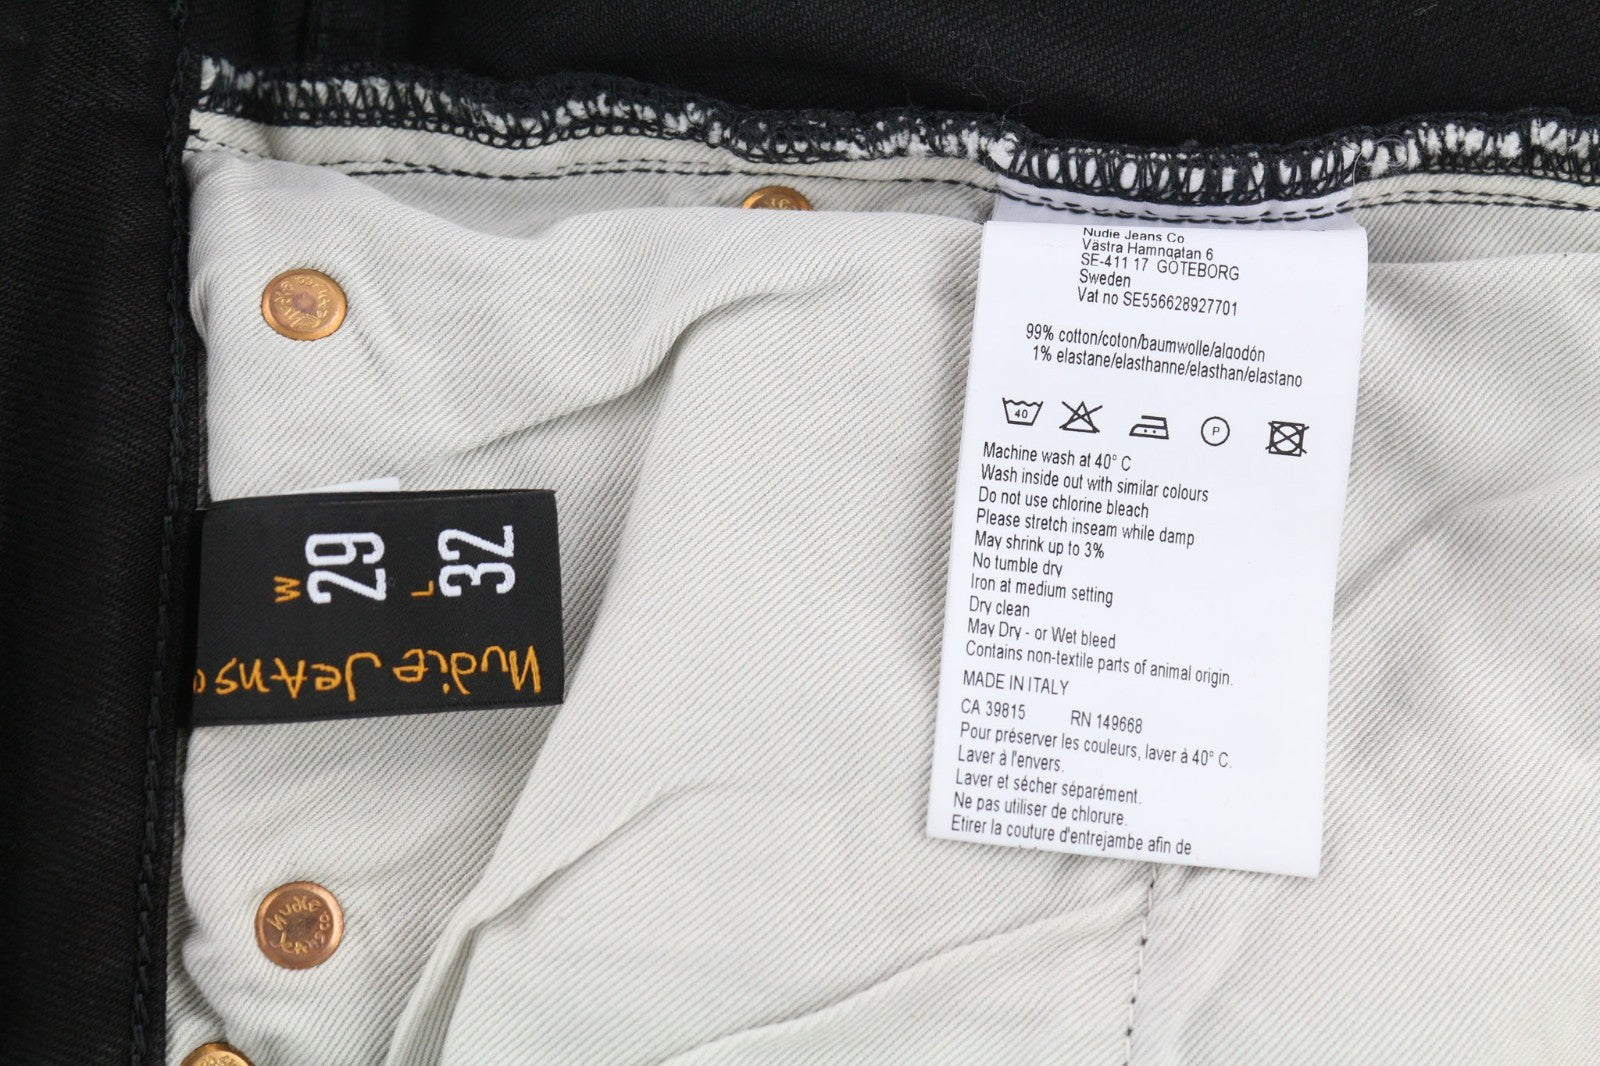 Nudie Jeans Co
Västra Hamngatan 6
SE-411 17 GÖTEBORG
Sweden
Vat no SE556628927701
99% cotton/coton/baumwolle/algodón
1% elastane/elasthanne/elasthan/elastano
40
P
Machine wash at 40° C
Wash inside out with similar colours
Do not use chlorine bleach
Please stretch inseam while damp
May shrink up to 3%
No tumble dry
Iron at medium setting
Dry clean
May Dry - or Wet bleed
Contains non-textile parts of animal origin.
MADE IN ITALY
CA 39815 RN 149668
Pour préserver les couleurs, laver à 40° C.
Laver à l'envers.
Laver et sécher séparément.
Ne pas utiliser de chlorure.
Etirer la couture d'entrejambe afin de
W 29
L 32
Nudie Jeans
nudie
Jeans